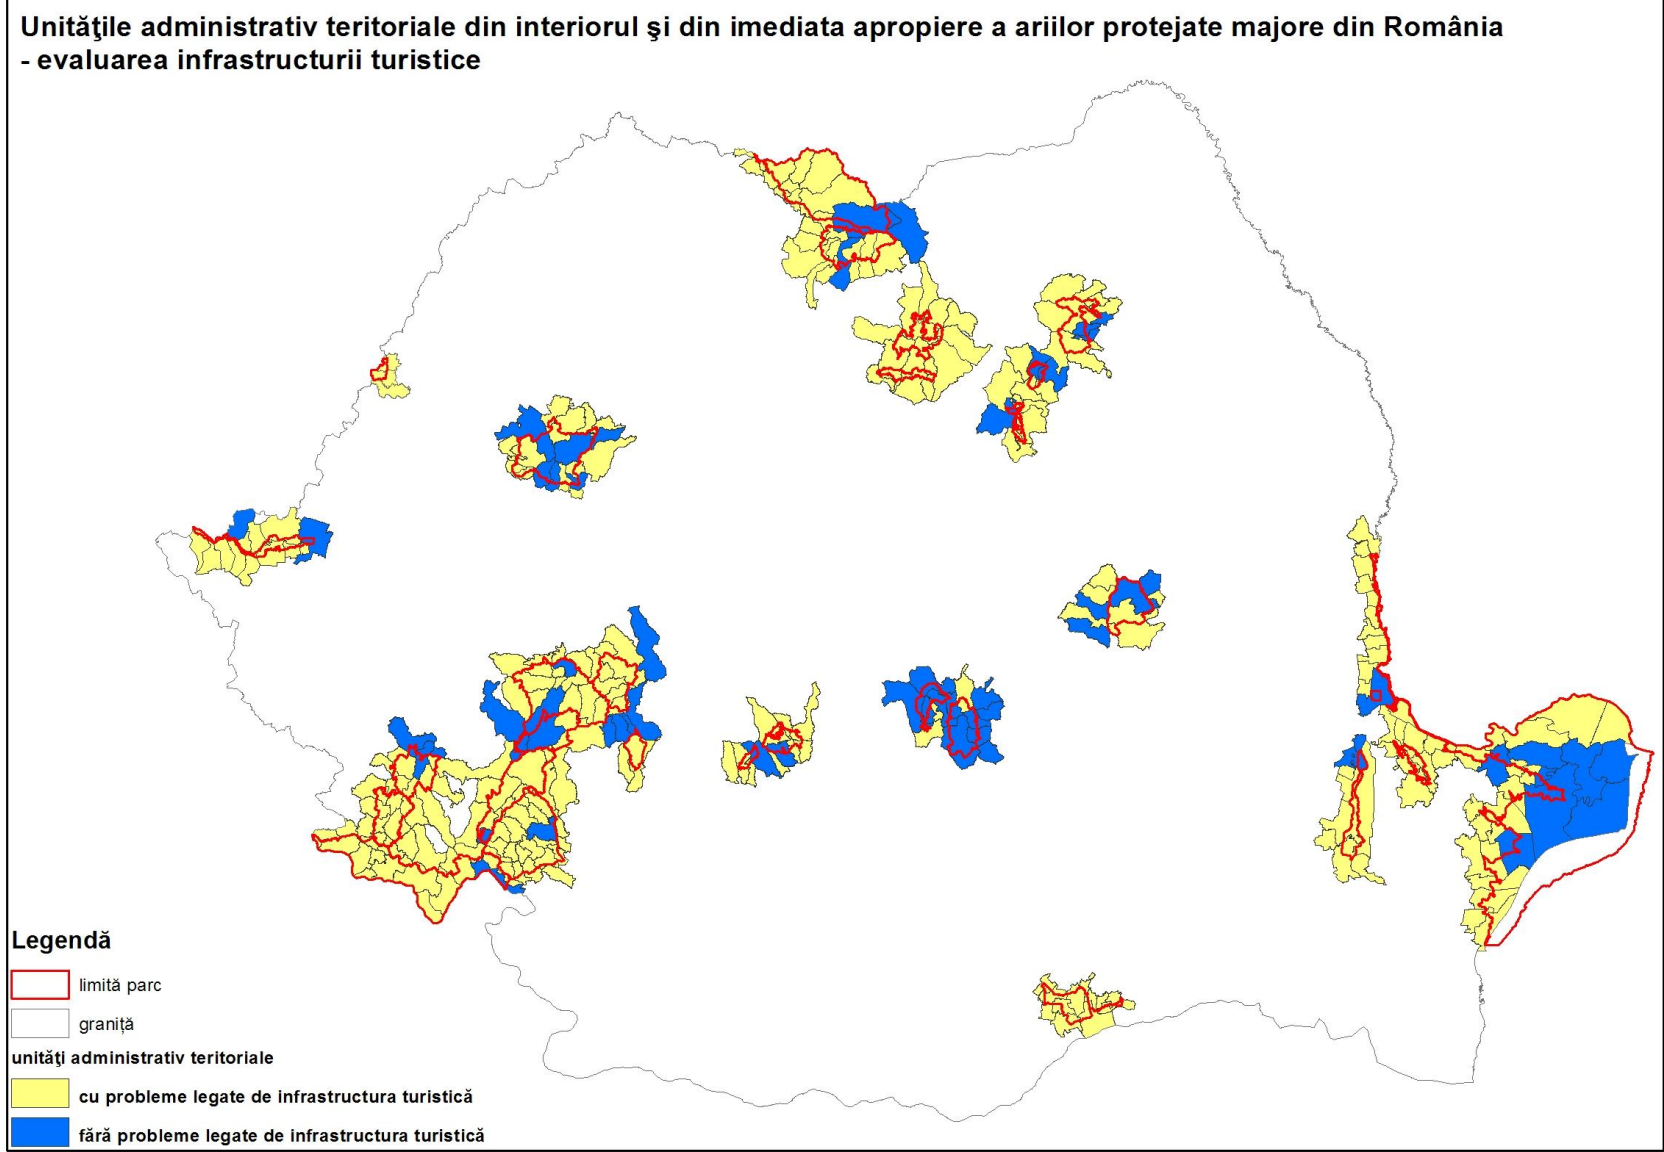 Unităţile administrativ teritoriale din interiorul şi din imediata apropiere a ariilor protejate majore din România
- evaluarea infrastructurii turistice
Legendă
limită parc
graniță
unităţi administrativ teritoriale
cu probleme legate de infrastructura turistică
fără probleme legate de infrastructura turistică